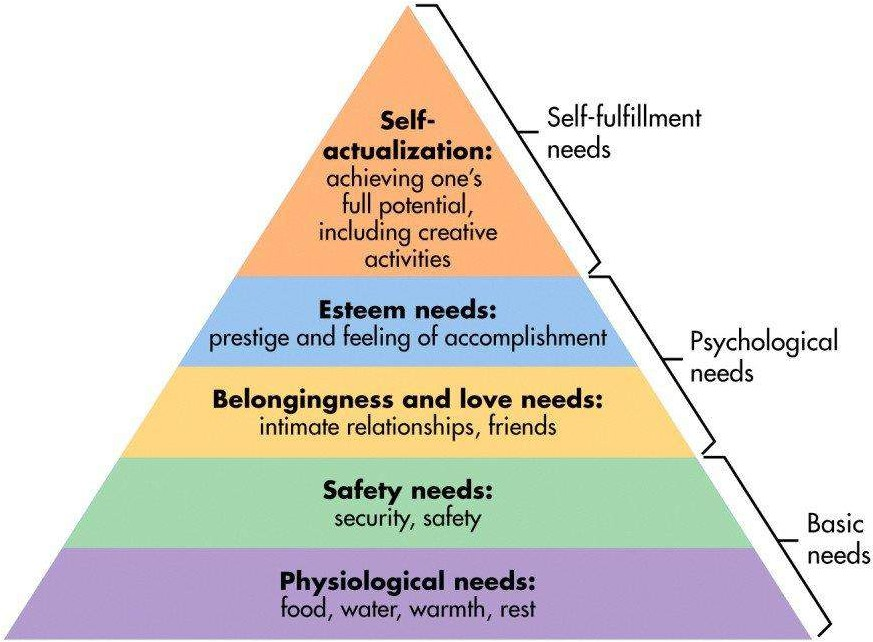 Self-
actualization:
achieving one's
full potential,
including creative
activities
Self-fulfillment
needs
Esteem needs:
prestige and feeling of accomplishment
Psychological
needs
Belongingness and love needs:
intimate relationships, friends
Safety needs:
security, safety
Basic
needs
Physiological needs:
food, water, warmth, rest